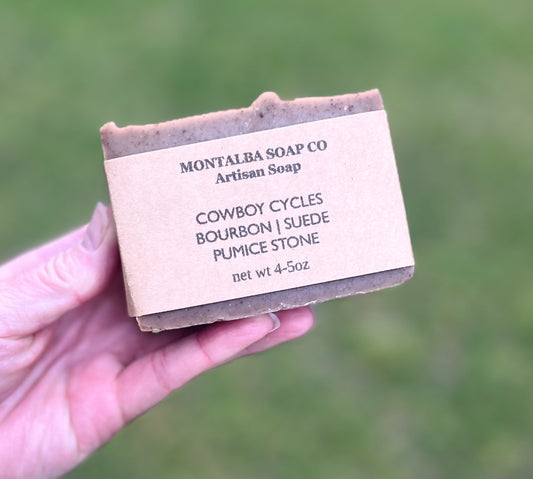 MONTALBA SOAP CO
Artisan Soap
COWBOY CYCLES
BOURBON | SUEDE
PUMICE STONE
net wt 4-5oz